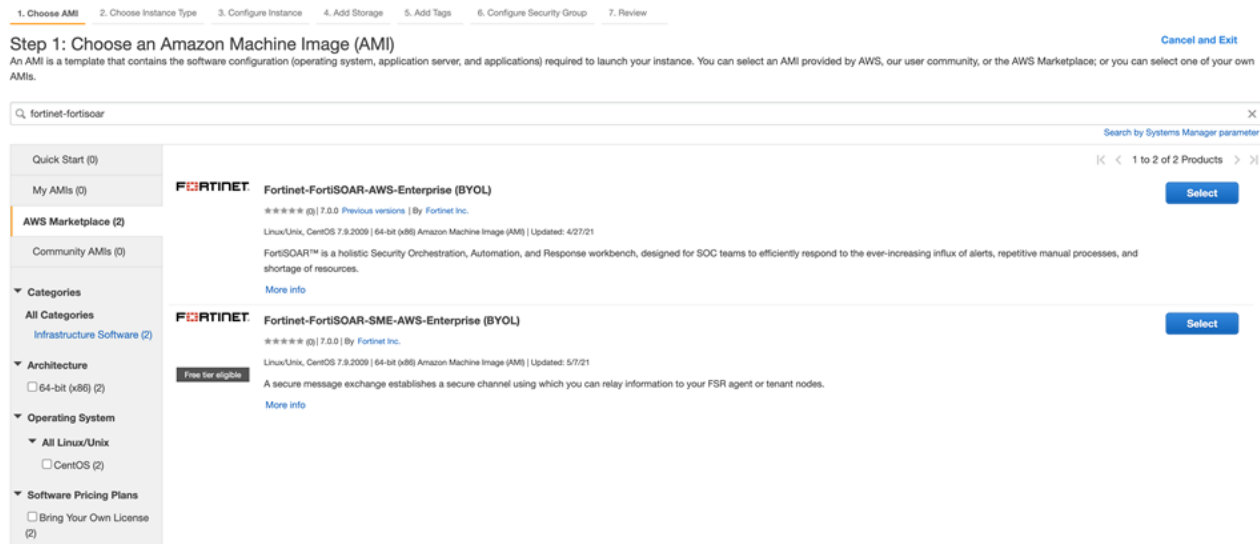 1. Choose AMI 2. Choose Instance Type 3. Configure Instance 4. Add Storage 5. Add Tags 6. Configure Security Group 7. Review
Step 1: Choose an Amazon Machine Image (AMI)
Cancel and Exit
An AMI is a template that contains the software configuration (operating system, application server, and applications) required to launch your instance. You can select an AMI provided by AWS, our user community, or the AWS Marketplace; or you can select one of your own
AMIs.
fortinet-fortisoar
Search by Systems Manager parameter
Quick Start (0)
My AMIs (0)
AWS Marketplace (2)
Community AMIs (0)
Categories
All Categories
Infrastructure Software (2)
Architecture
64-bit (x86) (2)
Operating System
All Linux/Unix
CentOS (2)
Software Pricing Plans
Bring Your Own License
(2)
1 to 2 of 2 Products
FORTINET
Fortinet-FortiSOAR-AWS-Enterprise (BYOL)
Select
(0) | 7.0.0 Previous versions | By Fortinet Inc.
Linux/Unix, CentOS 7.9.2009 | 64-bit (x86) Amazon Machine Image (AMI) | Updated: 4/27/21
FortiSOAR™ is a holistic Security Orchestration, Automation, and Response workbench, designed for SOC teams to efficiently respond to the ever-increasing influx of alerts, repetitive manual processes, and
shortage of resources.
More info
FORTINET
Fortinet-FortiSOAR-SME-AWS-Enterprise (BYOL)
Select
(0) | 7.0.0 | By Fortinet Inc.
Linux/Unix, CentOS 7.9.2009 | 64-bit (x86) Amazon Machine Image (AMI) | Updated: 5/7/21
Free tier eligible
A secure message exchange establishes a secure channel using which you can relay information to your FSR agent or tenant nodes.
More info